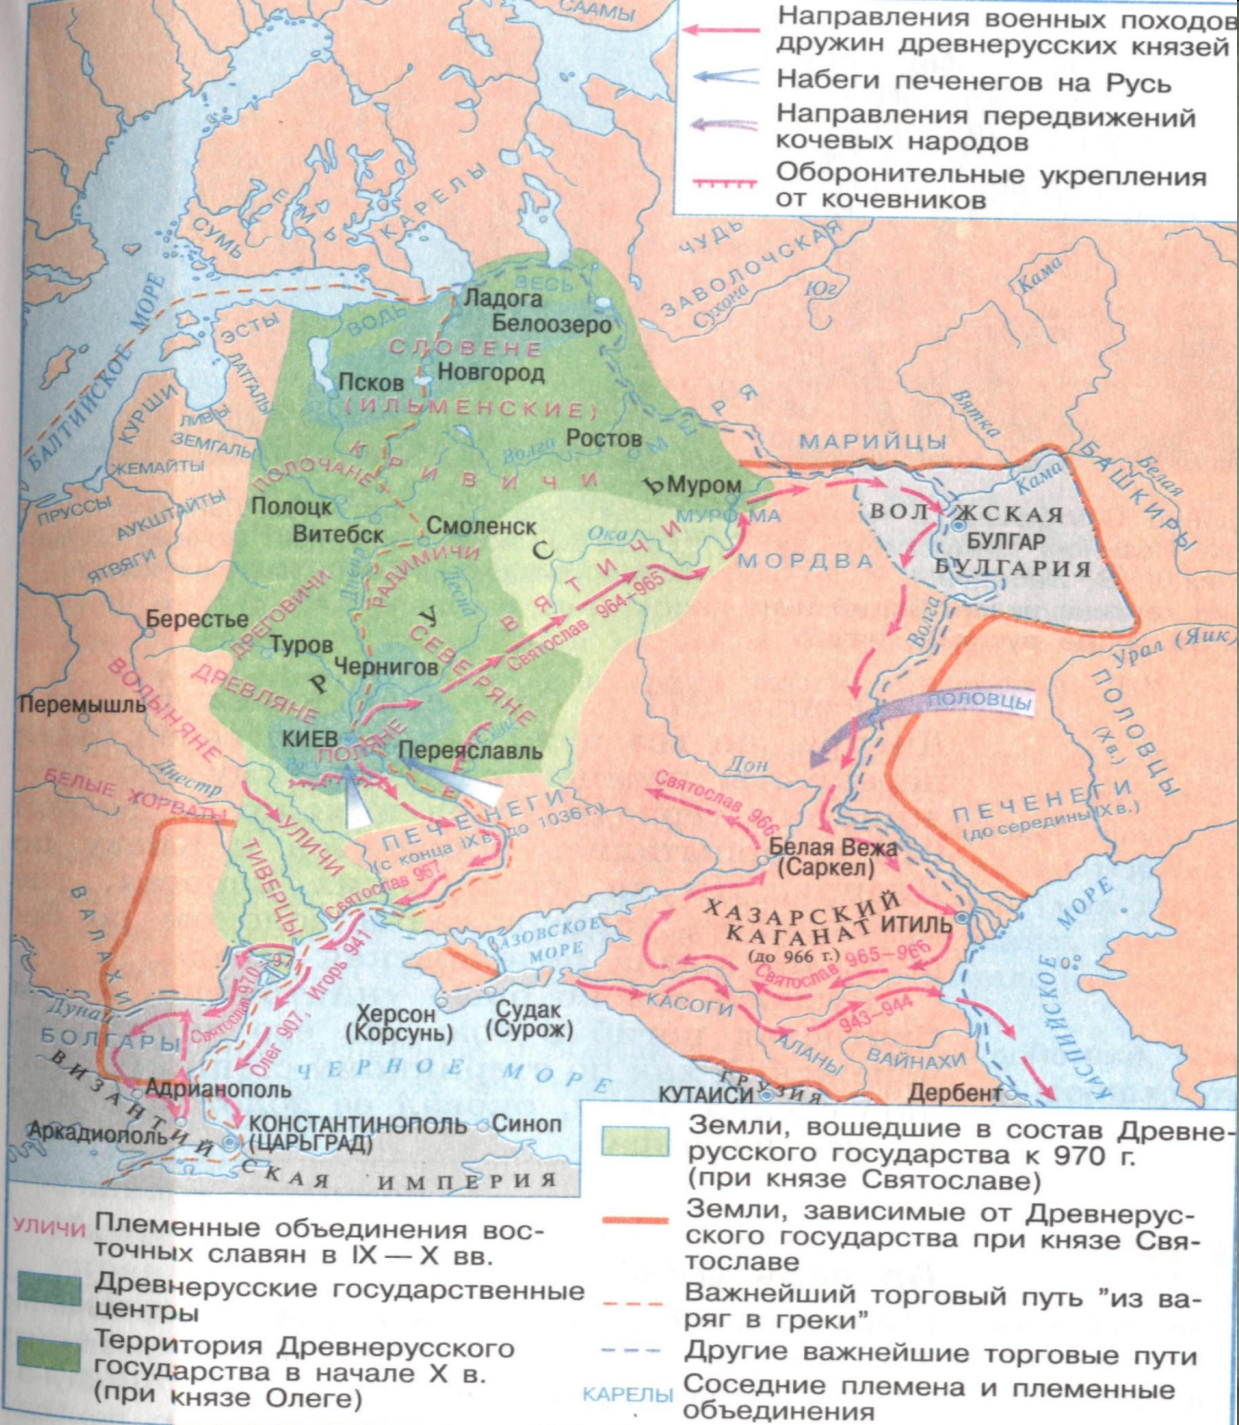 СААМЫ
Направления военных походов
дружин древнерусских князей
Набеги печенегов на Русь
Направления передвижений
кочевых народов
Оборонительные укрепления
от кочевников
СУМЬ
ЕМЬ
КАРЕЛЫ
ЧУДЬ
ЗАВОЛОЧСКАЯ
Сухона
Юг
Кама
Вятка
БАЛТИЙСКОЕ МОРЕ
ЭСТЫ
ВОДЬ
ВЕСЬ
Ладога
Белоозеро
СЛОВЕНЕ
Псков
Новгород
(ИЛЬМЕНСКИЕ)
ЛАТГАЛЫ
КУРШИ
ЛИВЫ
ЗЕМГАЛЫ
ЖЕМАЙТЫ
ПРУССЫ
АУКШТАЙТЫ
ЯТВЯГИ
КРИВИЧИ
ПОЛОЧАНЕ
Волга
Ростов
МЕРЯ
МАРИЙЦЫ
БАШКИРЫ
Белая
Кама
Полоцк
Витебск
Смоленск
Муром
МУРОМА
Ока
МОРДВА
ВОЛЖСКАЯ
БУЛГАР
БУЛГАРИЯ
РУСЬ
Днепр
РАДИМИЧИ
Десна
ВЯТИЧИ
Святослав 964–965
Волга
Урал (Яик)
Берестье
ДРЕГОВИЧИ
Туров
Чернигов
СЕВЕРЯНЕ
ДРЕВЛЯНЕ
ВОЛЫНЯНЕ
Перемышль
КИЕВ
ПОЛЯНЕ
Переяславль
ПОЛОВЦЫ
ПОЛОВЦЫ
(X в.)
Днестр
БЕЛЫЕ ХОРВАТЫ
УЛИЧИ
ТИВЕРЦЫ
ПЕЧЕНЕГИ
(с конца IX в. до 1036 г.)
Дон
Святослав 966
ПЕЧЕНЕГИ
(до середины IX в.)
Святослав 967
Белая Вежа
(Саркел)
ХАЗАРСКИЙ
КАГАНАТ
(до 966 г.)
ИТИЛЬ
Святослав 965–966
ВАЛАХИ
АЗОВСКОЕ
МОРЕ
КАСПИЙСКОЕ МОРЕ
Игорь 941
Святослав 970–971
Олег 907,
Дунай
БОЛГАРЫ
Херсон
(Корсунь)
Судак
(Сурож)
КАСОГИ
943–944
АЛАНЫ
ВАЙНАХИ
ЧЕРНОЕ МОРЕ
ГРУЗИЯ
КУТАИСИ
Дербент
Адрианополь
Аркадиополь
КОНСТАНТИНОПОЛЬ
(ЦАРЬГРАД)
Синоп
ВИЗАНТИЙСКАЯ ИМПЕРИЯ
УЛИЧИ Племенные объединения вос-
точных славян в IX — X вв.
Древнерусские государственные
центры
Территория Древнерусского
государства в начале X в.
(при князе Олеге)
Земли, вошедшие в состав Древне-
русского государства к 970 г.
(при князе Святославе)
Земли, зависимые от Древнерус-
ского государства при князе Свя-
тославе
Важнейший торговый путь "из ва-
ряг в греки"
Другие важнейшие торговые пути
КАРЕЛЫ Соседние племена и племенные
объединения